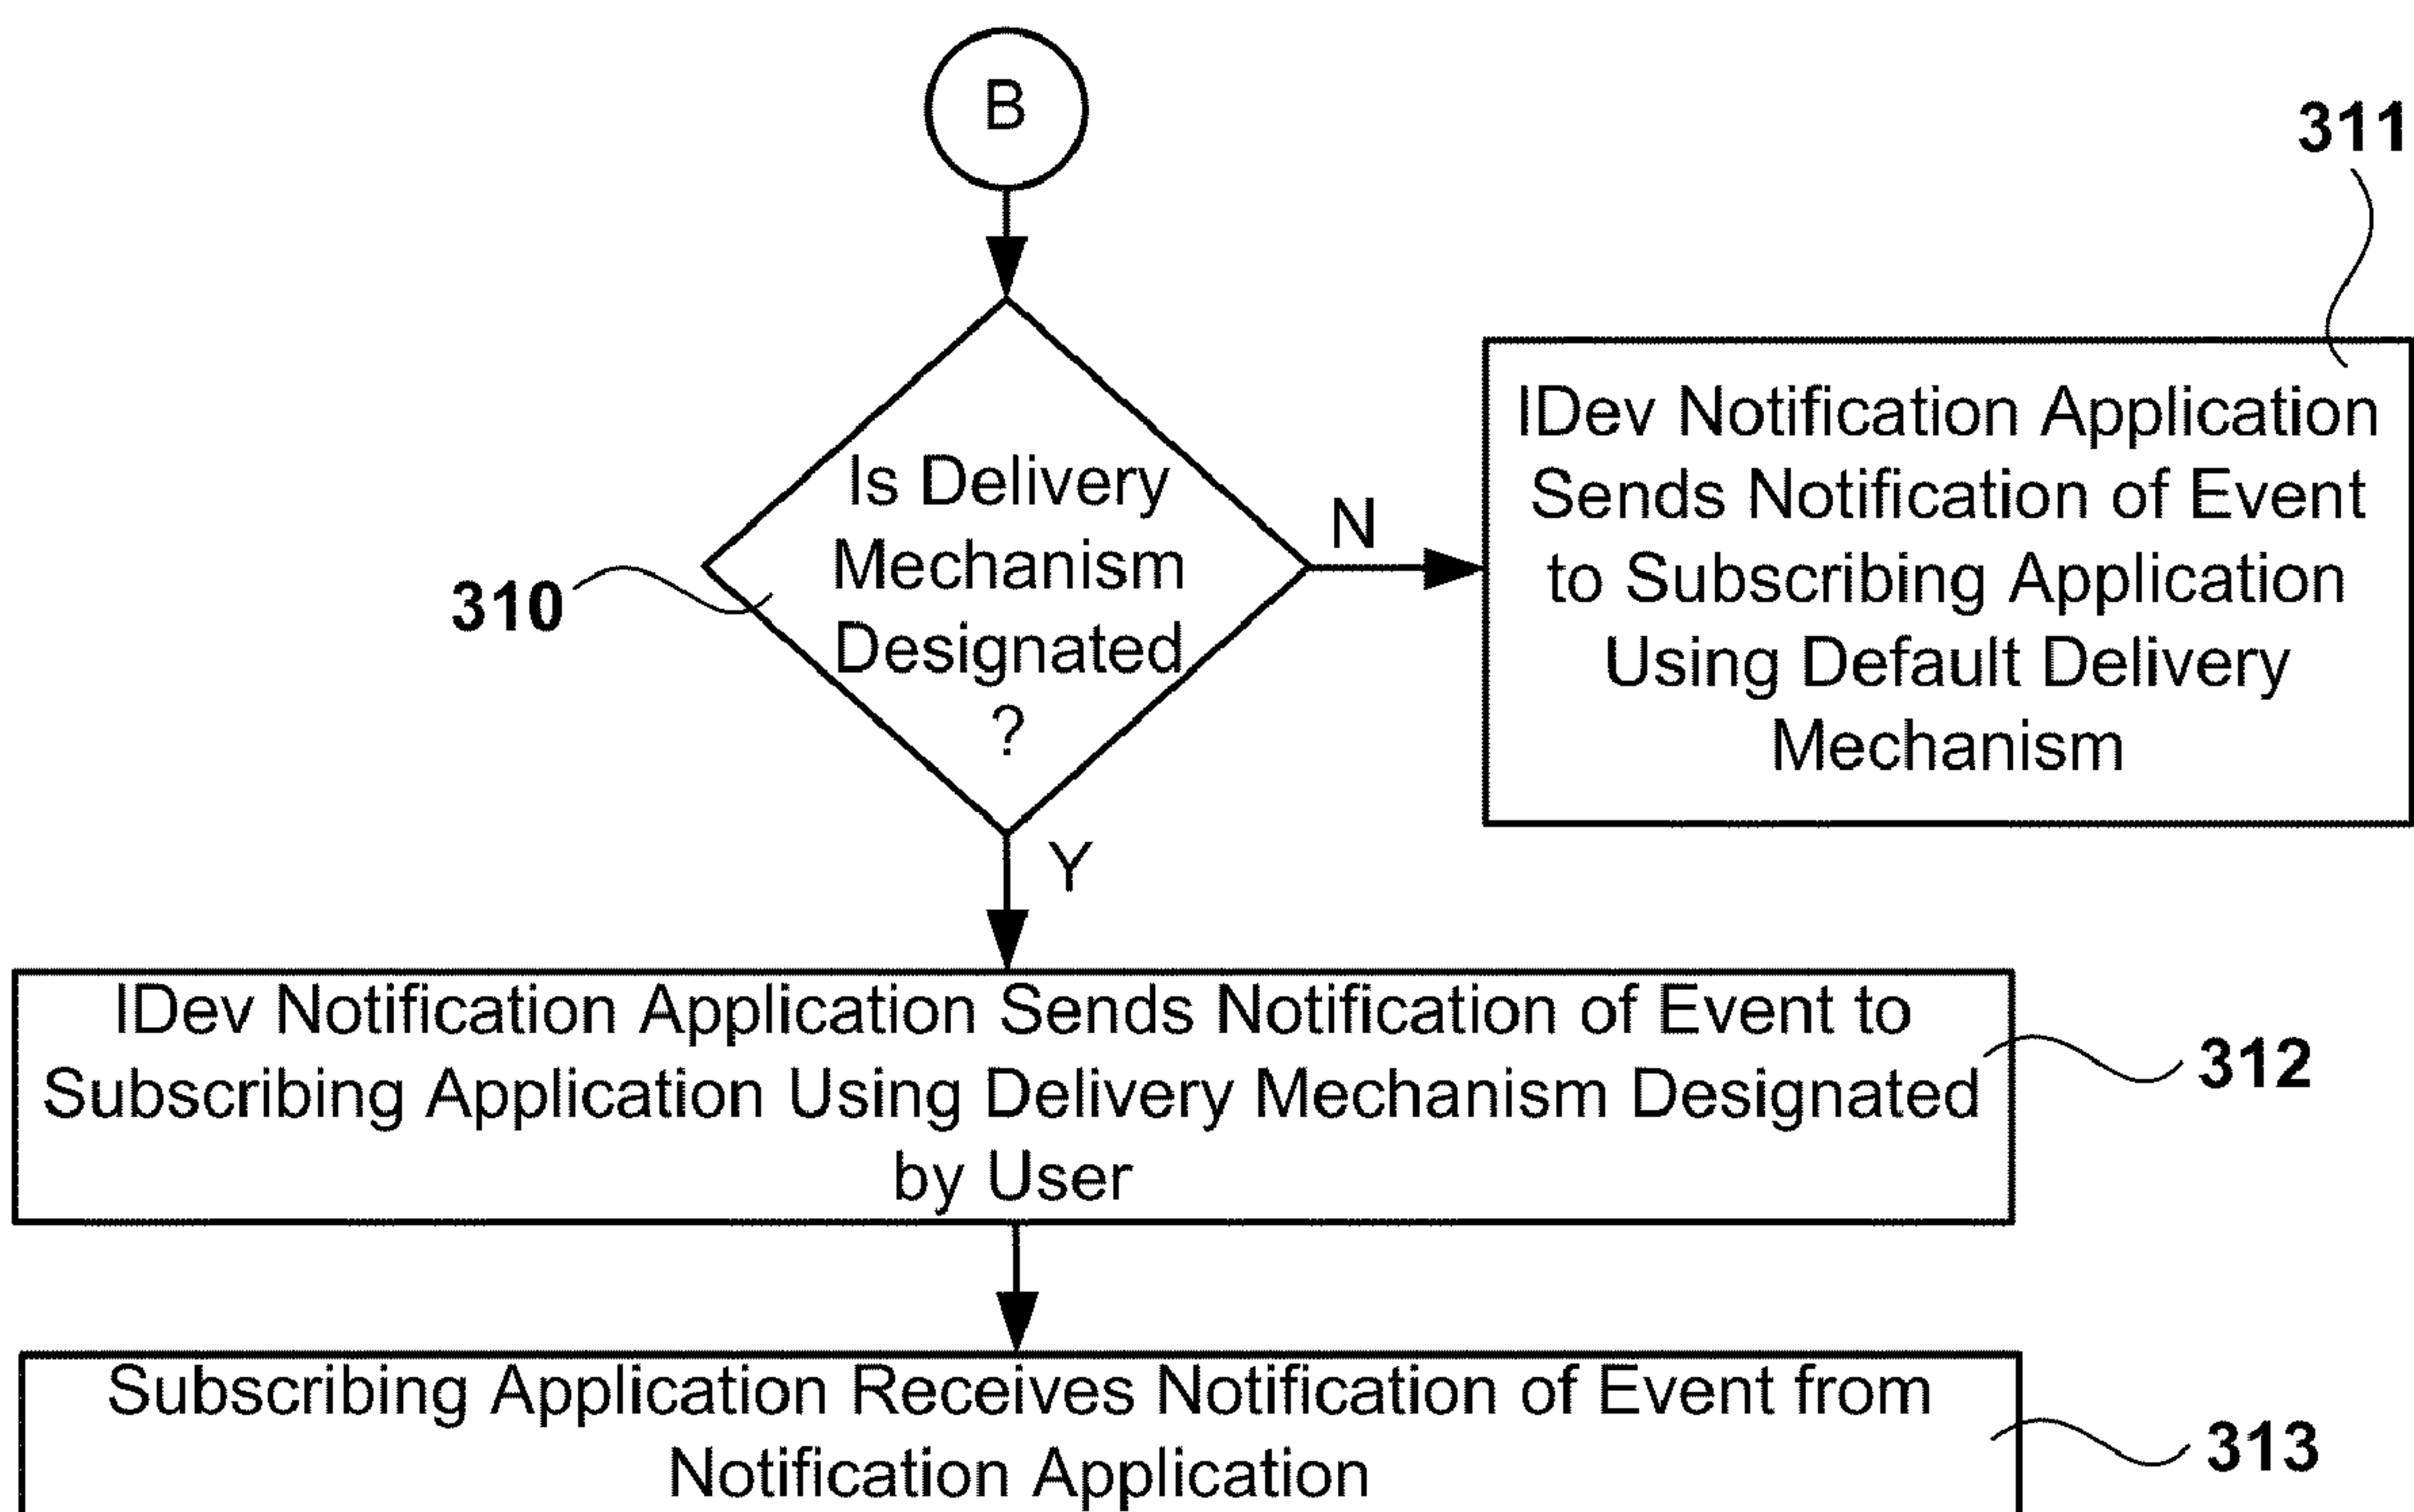 B
311
Is Delivery
Mechanism
Designated
?
310
N
IDev Notification Application
Sends Notification of Event
to Subscribing Application
Using Default Delivery
Mechanism
Y
IDev Notification Application Sends Notification of Event to
Subscribing Application Using Delivery Mechanism Designated
by User
312
Subscribing Application Receives Notification of Event from
Notification Application
313